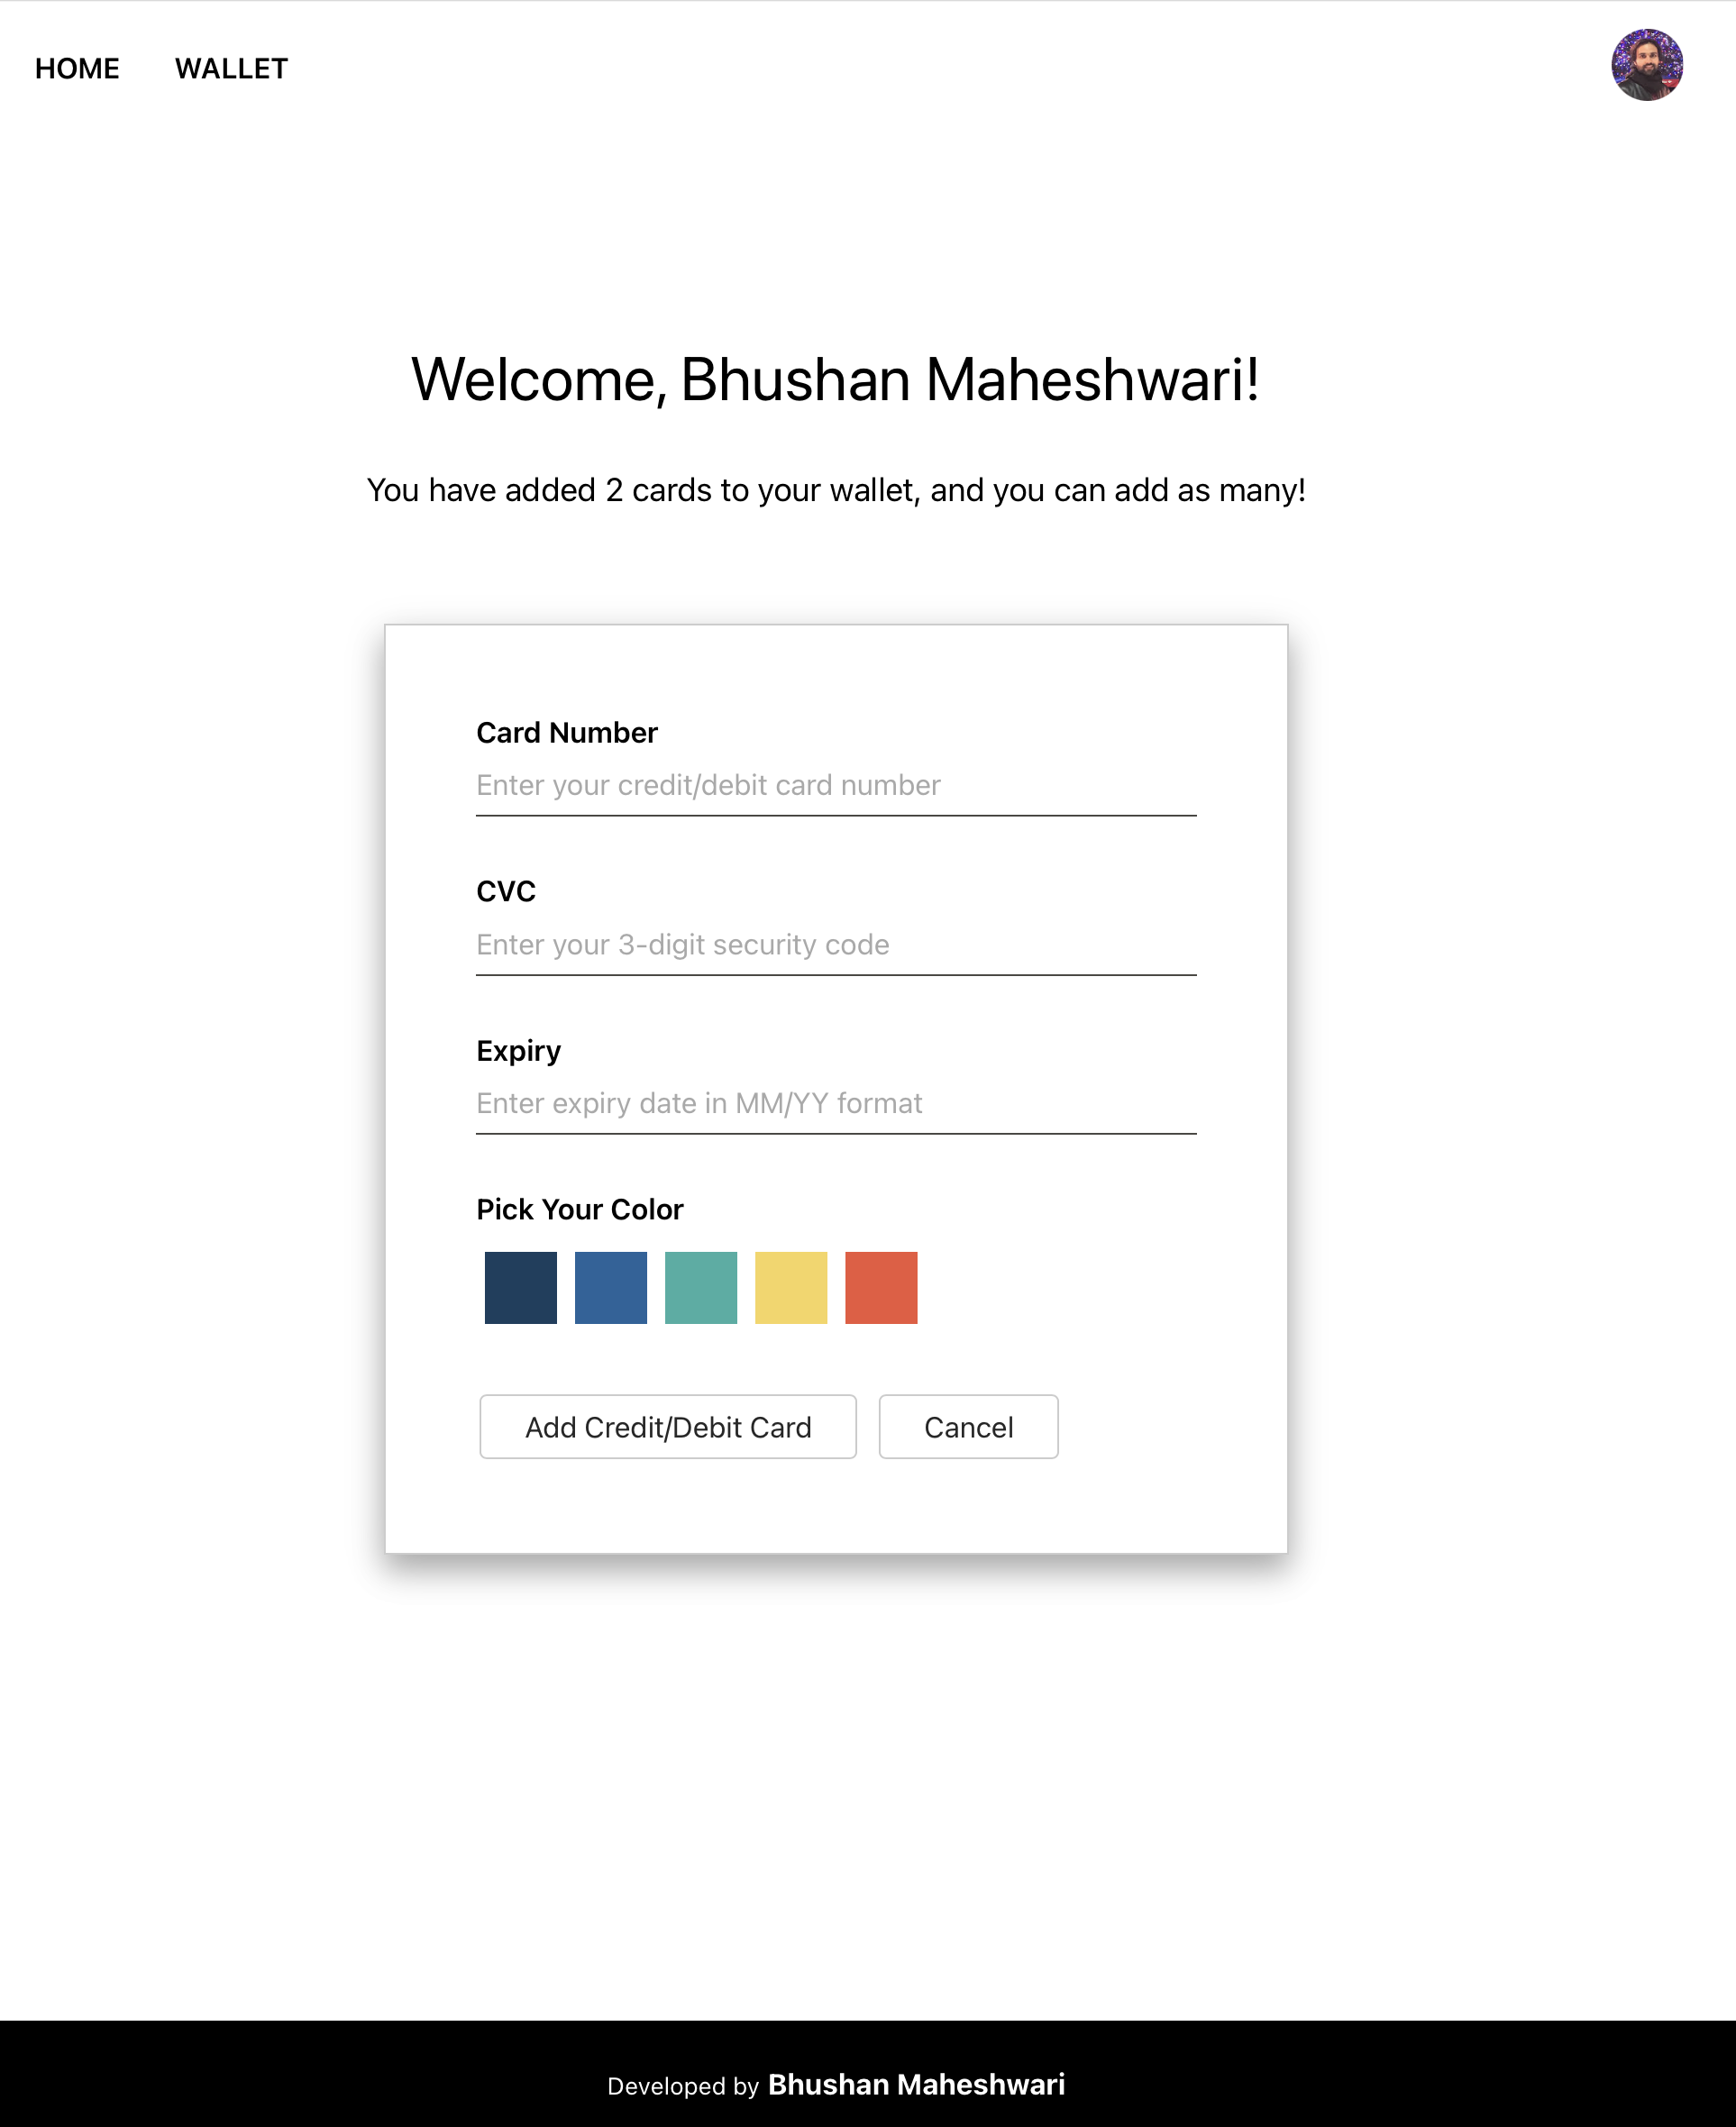 HOME WALLET
Welcome, Bhushan Maheshwari!
You have added 2 cards to your wallet, and you can add as many!
Card Number
Enter your credit/debit card number
CVC
Enter your 3-digit security code
Expiry
Enter expiry date in MM/YY format
Pick Your Color
Add Credit/Debit Card Cancel
Developed by Bhushan Maheshwari